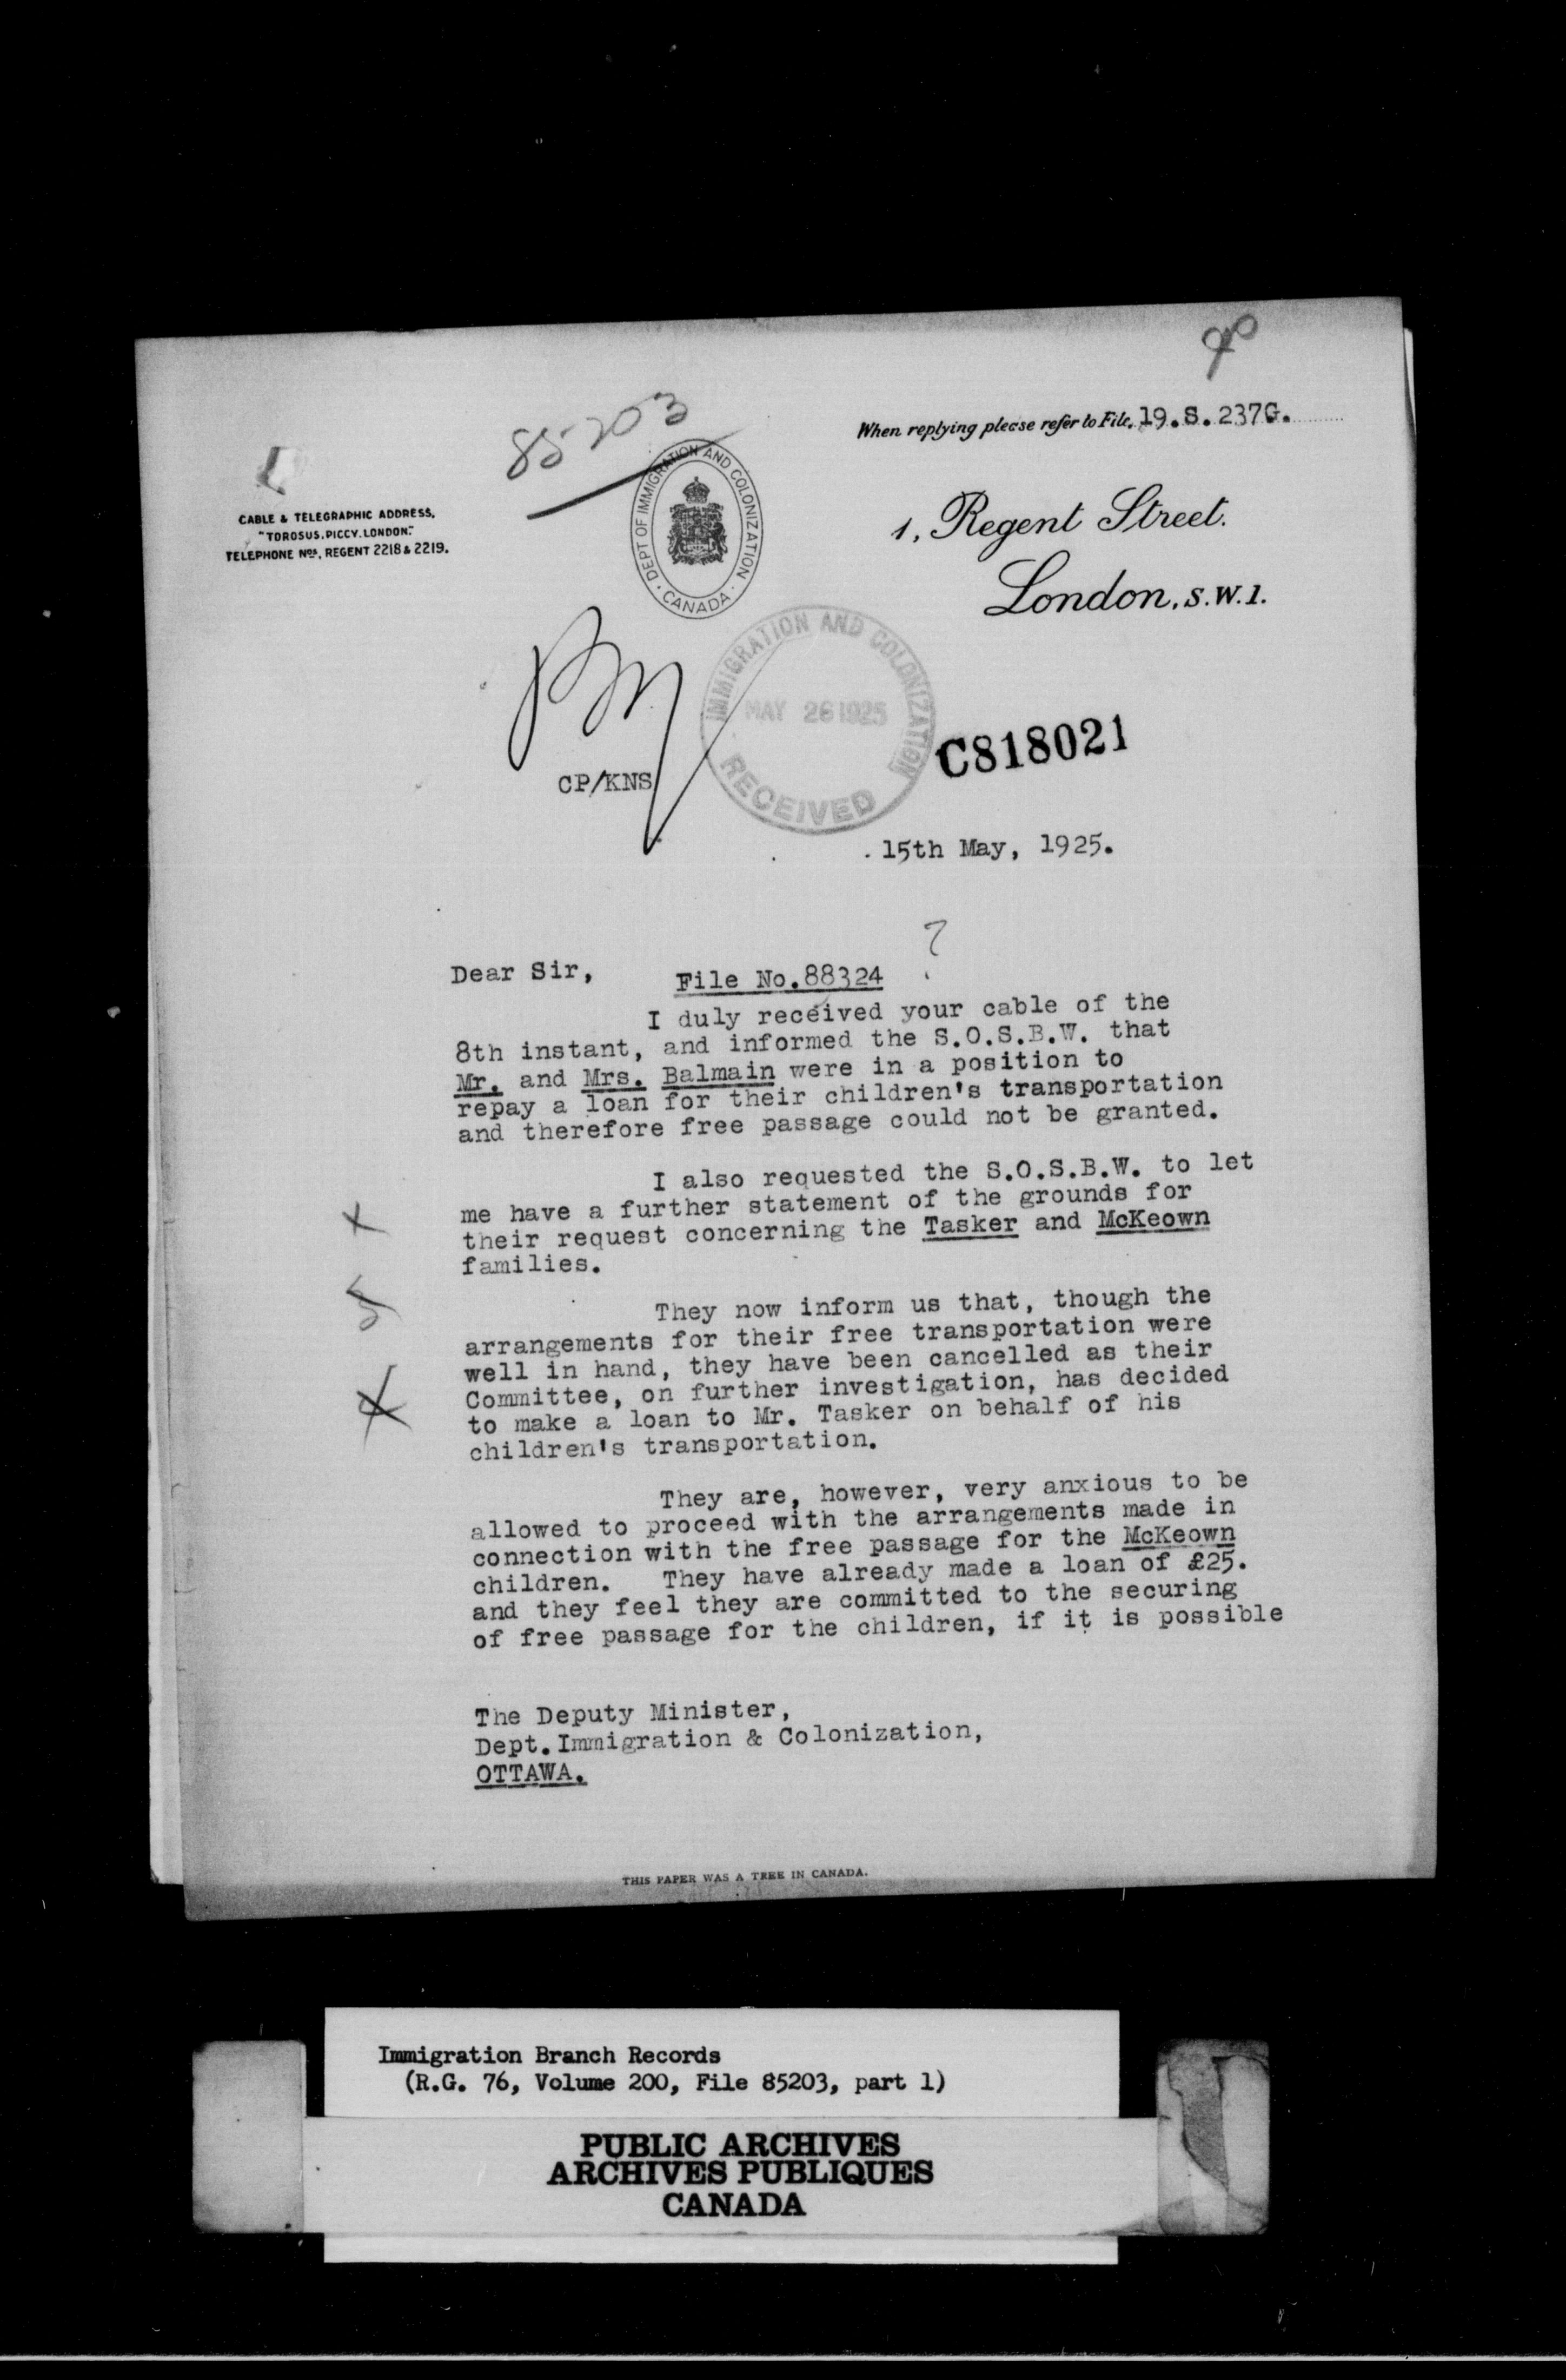 90
85203
When replying please refer to File. 19.S.237G.
CABLE & TELEGRAPHIC ADDRESS,
"TOROSUS, PICCY. LONDON."
TELEPHONE Nos. REGENT 2218 & 2219.
DEPT OF IMMIGRATION AND COLONIZATION · CANADA ·
1, Regent Street.
London, S.W.1.
IMMIGRATION AND COLONIZATION
MAY 26 1925
RECEIVED
C818021
CP/KNS
15th May, 1925.
?
Dear Sir, File No.88324
I duly received your cable of the
8th instant, and informed the S.O.S.B.W. that
Mr. and Mrs. Balmain were in a position to
repay a loan for their children's transportation
and therefore free passage could not be granted.
I also requested the S.O.S.B.W. to let
me have a further statement of the grounds for
their request concerning the Tasker and McKeown
families.
They now inform us that, though the
arrangements for their free transportation were
well in hand, they have been cancelled as their
Committee, on further investigation, has decided
to make a loan to Mr. Tasker on behalf of his
children's transportation.
They are, however, very anxious to be
allowed to proceed with the arrangements made in
connection with the free passage for the McKeown
children. They have already made a loan of £25.
and they feel they are committed to the securing
of free passage for the children, if it is possible
The Deputy Minister,
Dept. Immigration & Colonization,
OTTAWA.
THIS PAPER WAS A TREE IN CANADA.
Immigration Branch Records
(R.G. 76, Volume 200, File 85203, part 1)
PUBLIC ARCHIVES
ARCHIVES PUBLIQUES
CANADA